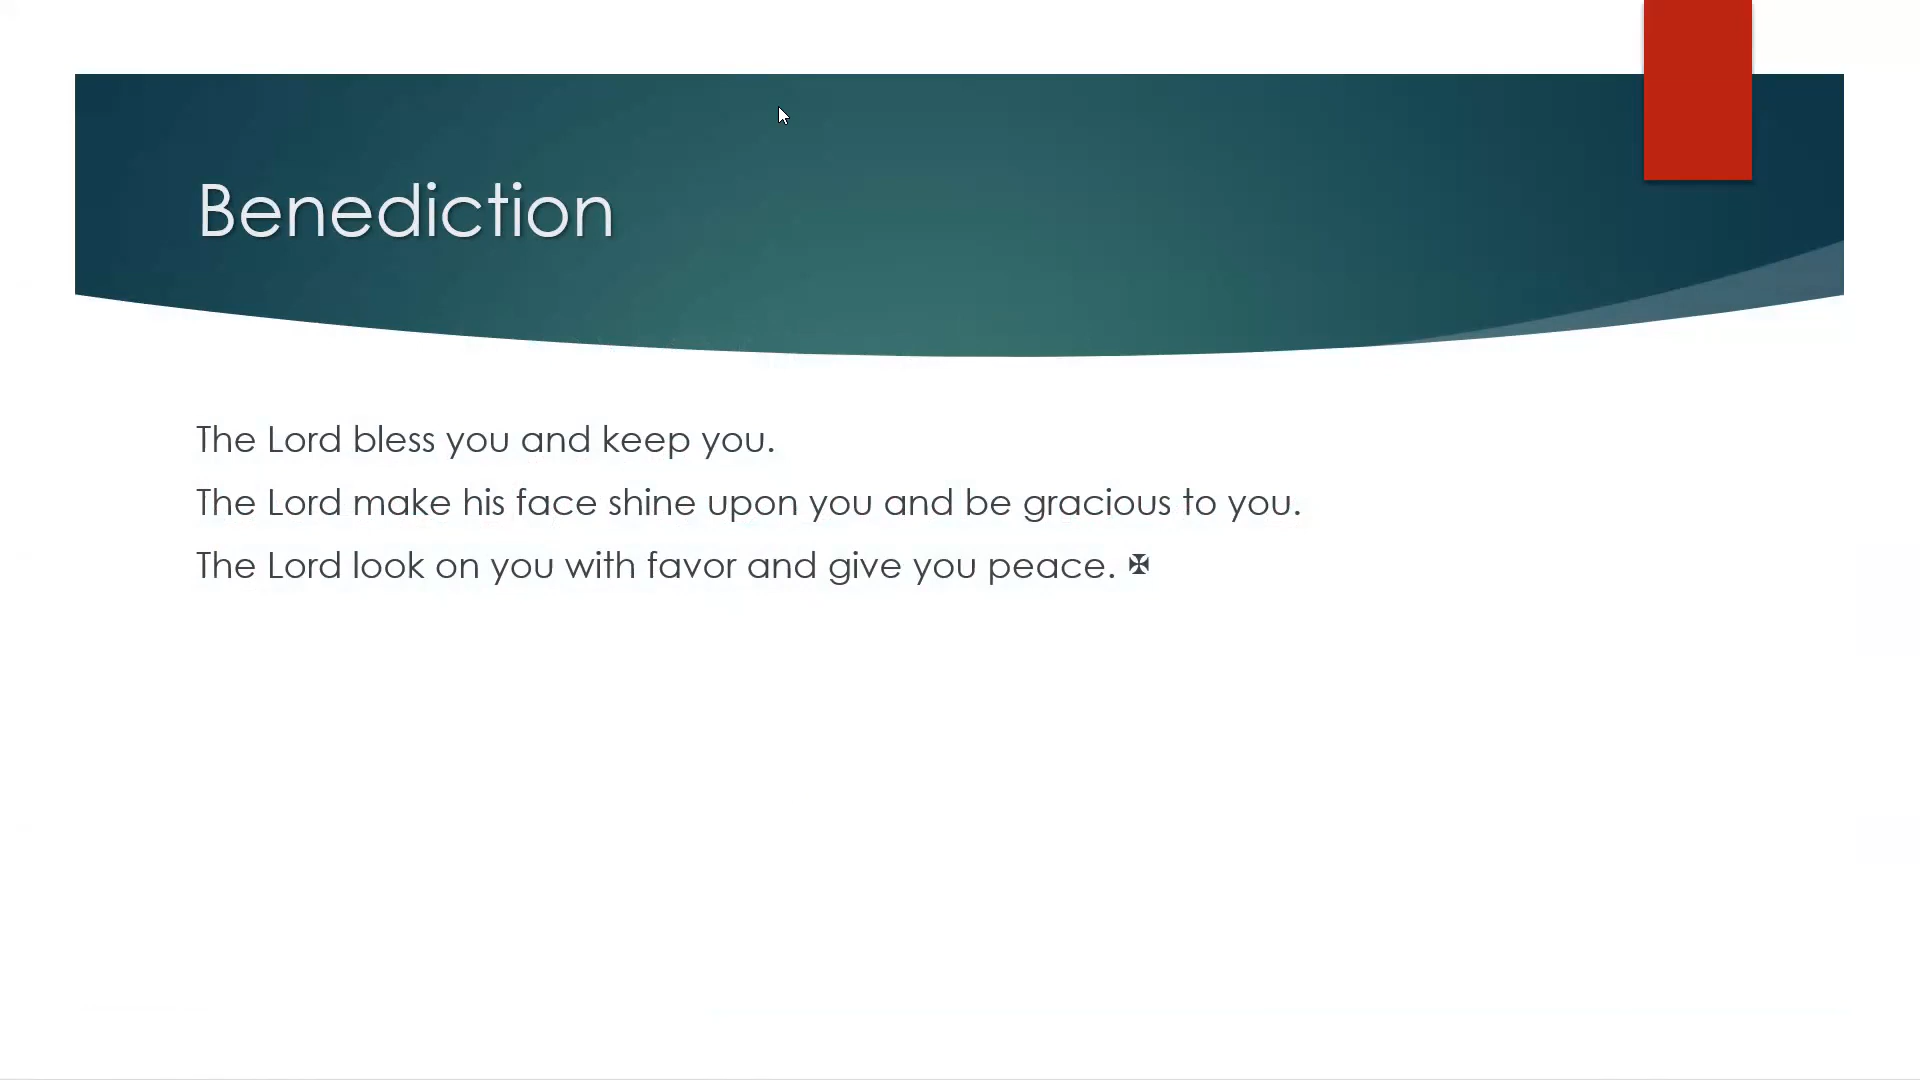 Benediction
The Lord bless you and keep you.
The Lord make his face shine upon you and be gracious to you.
The Lord look on you with favor and give you peace. ✠